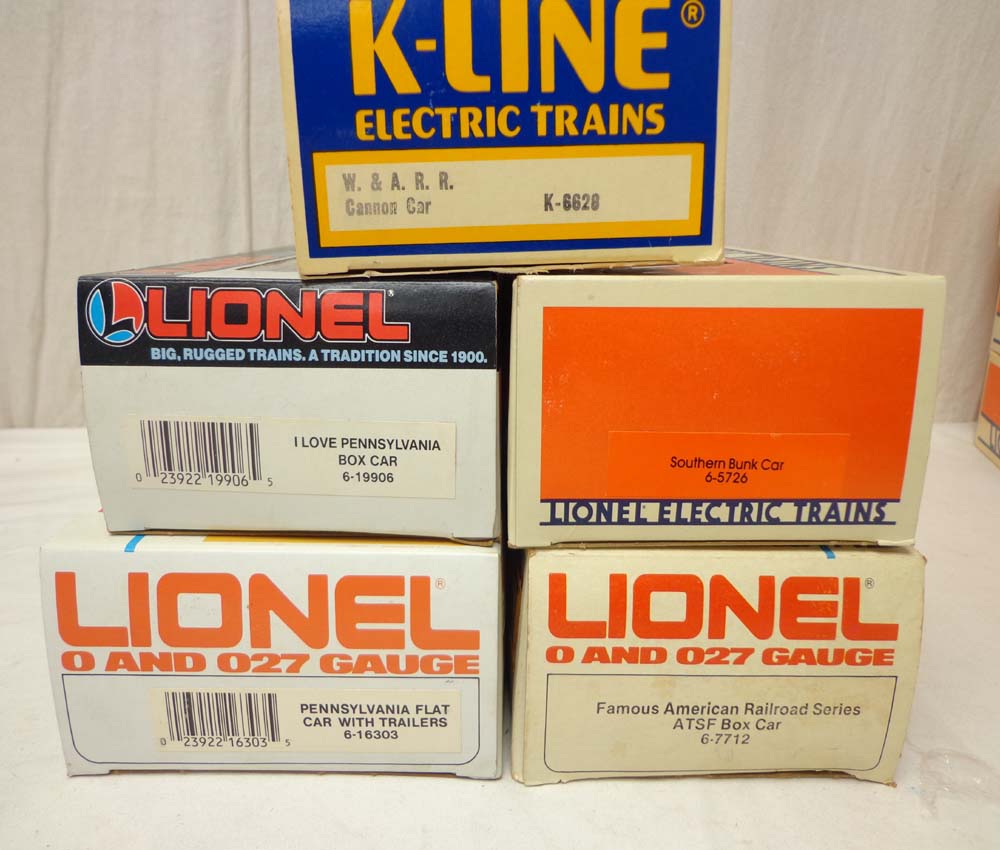 K-LINE®
ELECTRIC TRAINS
W. & A. R. R.
Cannon Car K-6628
LIONEL®
BIG, RUGGED TRAINS. A TRADITION SINCE 1900.
I LOVE PENNSYLVANIA
BOX CAR
6-19906
0 23922 19906 5
Southern Bunk Car
6-5726
LIONEL ELECTRIC TRAINS
LIONEL®
O AND O27 GAUGE
PENNSYLVANIA FLAT
CAR WITH TRAILERS
6-16303
0 23922 16303 5
LIONEL®
O AND O27 GAUGE
Famous American Railroad Series
ATSF Box Car
6-7712